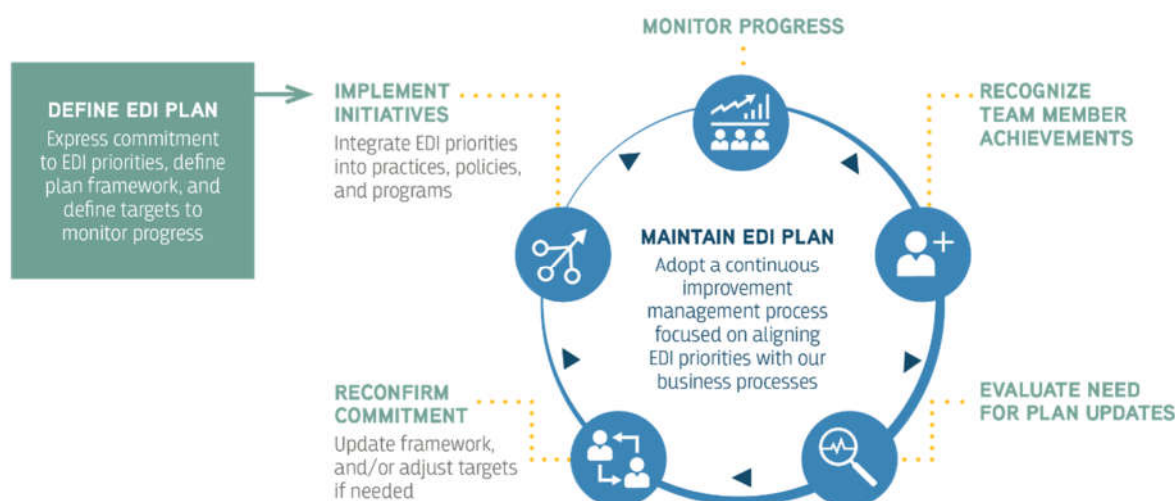 DEFINE EDI PLAN
Express commitment
to EDI priorities, define
plan framework, and
define targets to
monitor progress
IMPLEMENT
INITIATIVES
Integrate EDI priorities
into practices, policies,
and programs
MONITOR PROGRESS
RECOGNIZE
TEAM MEMBER
ACHIEVEMENTS
MAINTAIN EDI PLAN
Adopt a continuous
improvement
management process
focused on aligning
EDI priorities with our
business processes
EVALUATE NEED
FOR PLAN UPDATES
RECONFIRM
COMMITMENT
Update framework,
and/or adjust targets
if needed